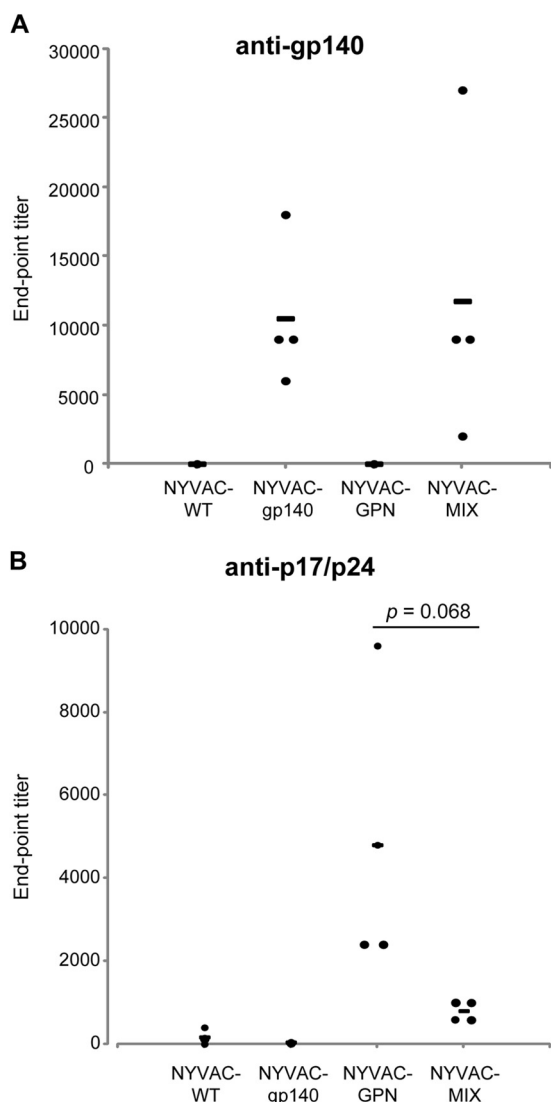 A
anti-gp140
30000
25000
20000
15000
10000
5000
0
End-point titer
NYVAC-WT
NYVAC-gp140
NYVAC-GPN
NYVAC-MIX
B
anti-p17/p24
p = 0.068
10000
8000
6000
4000
2000
0
End-point titer
NYVAC-WT
NYVAC-gp140
NYVAC-GPN
NYVAC-MIX